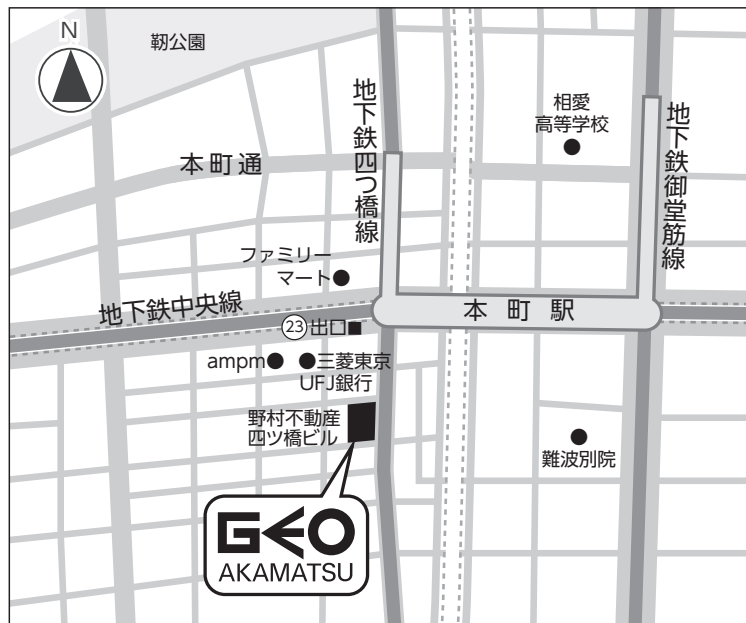 N
靭公園
地下鉄四つ橋線
相愛
高等学校
地下鉄御堂筋線
本町通
ファミリー
マート
地下鉄中央線
本町駅
23出口
ampm
三菱東京
UFJ銀行
野村不動産
四ツ橋ビル
難波別院
GEO
AKAMATSU